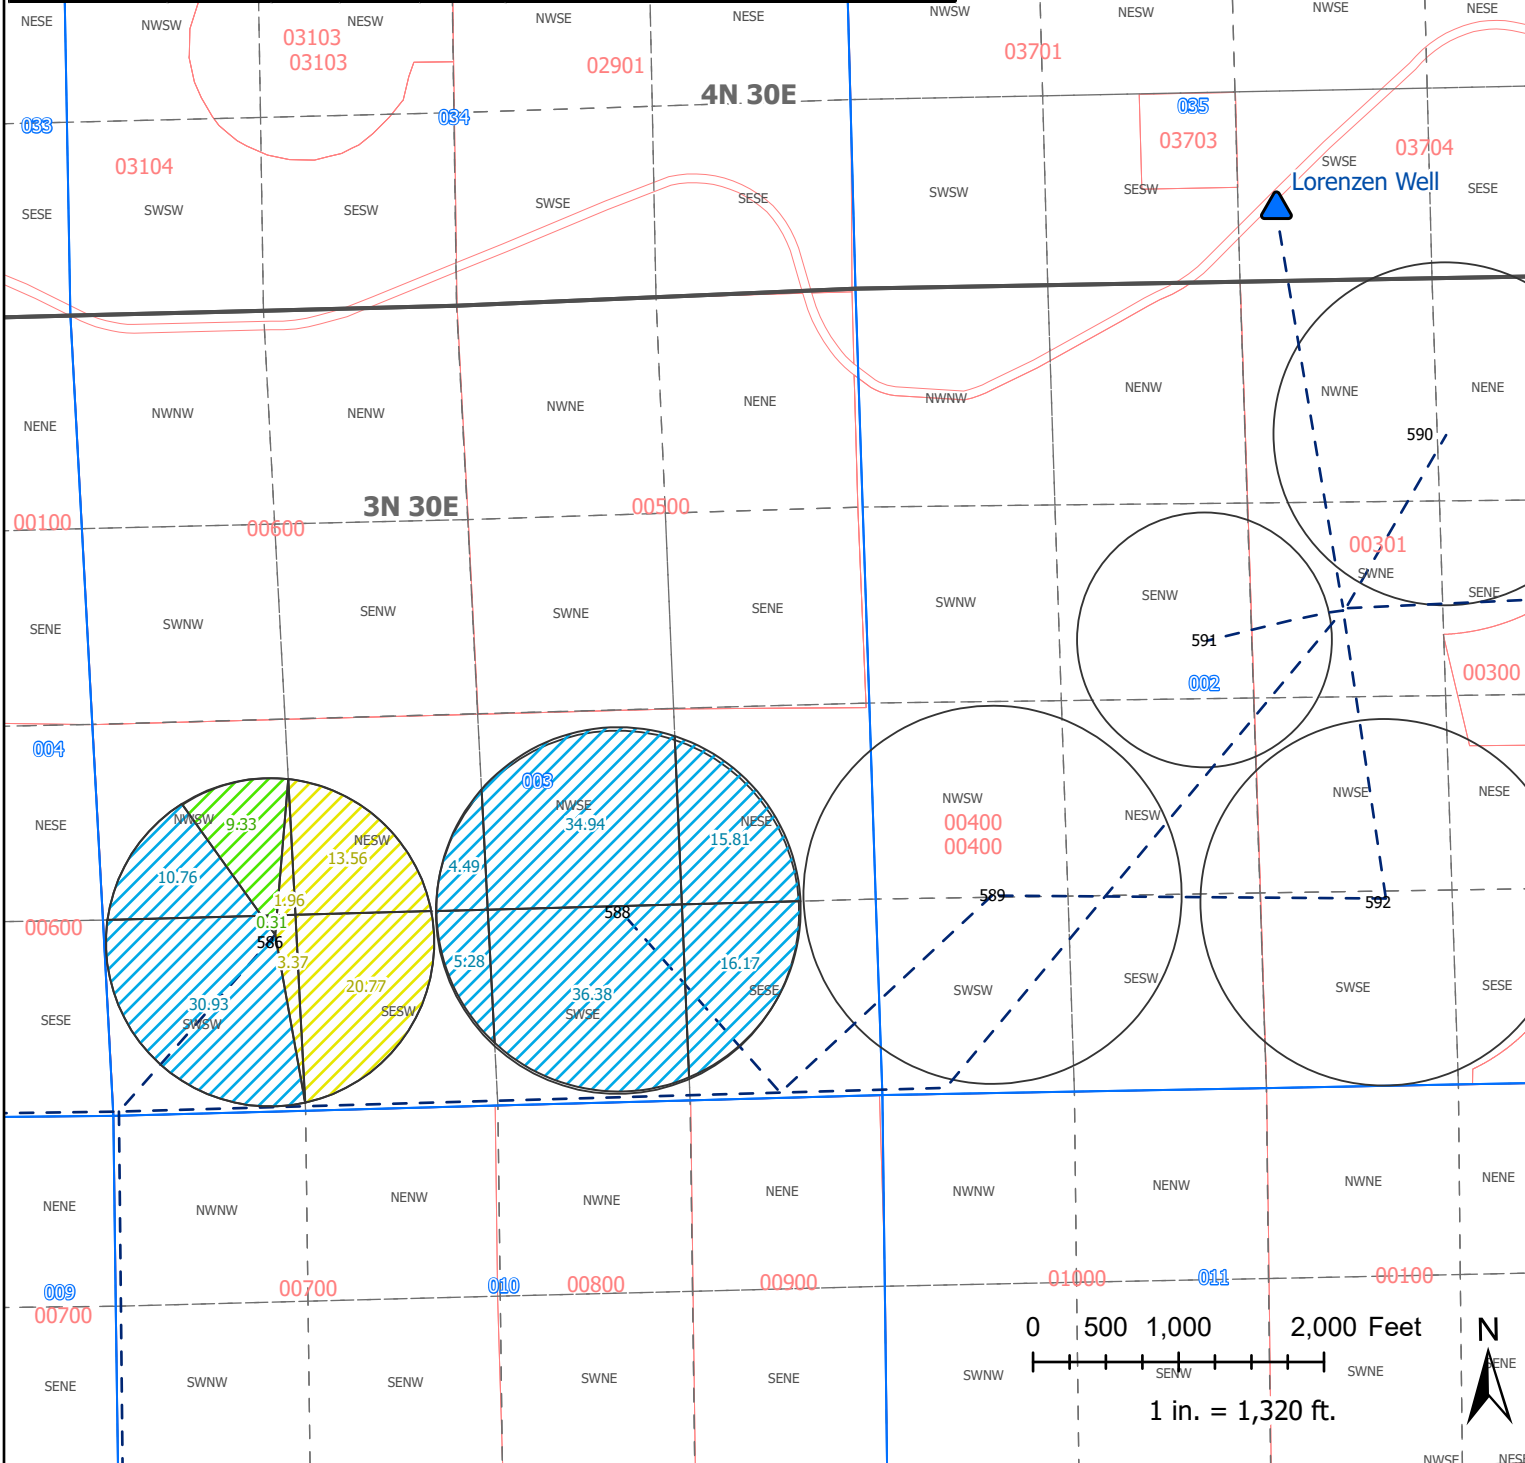 NESE
NWSW
NESW
NWSE
NESE
NWSW
NESW
NWSE
NESE
03103
03103
02901
03701
4N 30E
033
034
035
03703
03704
03104
SWSE
Lorenzen Well
SESE
SWSW
SESW
SWSE
SESE
SWSW
SESW
SESE
NENE
NWNW
NENW
NWNE
NENE
NWNW
NENW
NWNE
NENE
590
3N 30E
00100
00600
00500
00301
SWNE
SENE
SWNW
SENW
SWNE
SENE
SWNW
SENW
SENE
591
002
00300
004
003
NESE
NWSW
9.33
NESW
13.56
NWSE
34.94
NESE
15.81
NWSW
00400
00400
NESW
NWSE
NESE
10.76
4.49
1.96
0.31
586
588
589
592
00600
3.37
20.77
5.28
36.38
16.17
30.93
SWSW
SESW
SWSE
SESE
SWSW
SESW
SWSE
SESE
SESE
NENE
NWNW
NENW
NWNE
NENE
NWNW
NENW
NWNE
NENE
009
00700
00700
010
00800
00900
01000
011
00100
0 500 1,000 2,000 Feet
N
SENE
SWNW
SENW
SWNE
SENE
SWNW
SENW
SWNE
SENE
1 in. = 1,320 ft.
NWSE
NESE